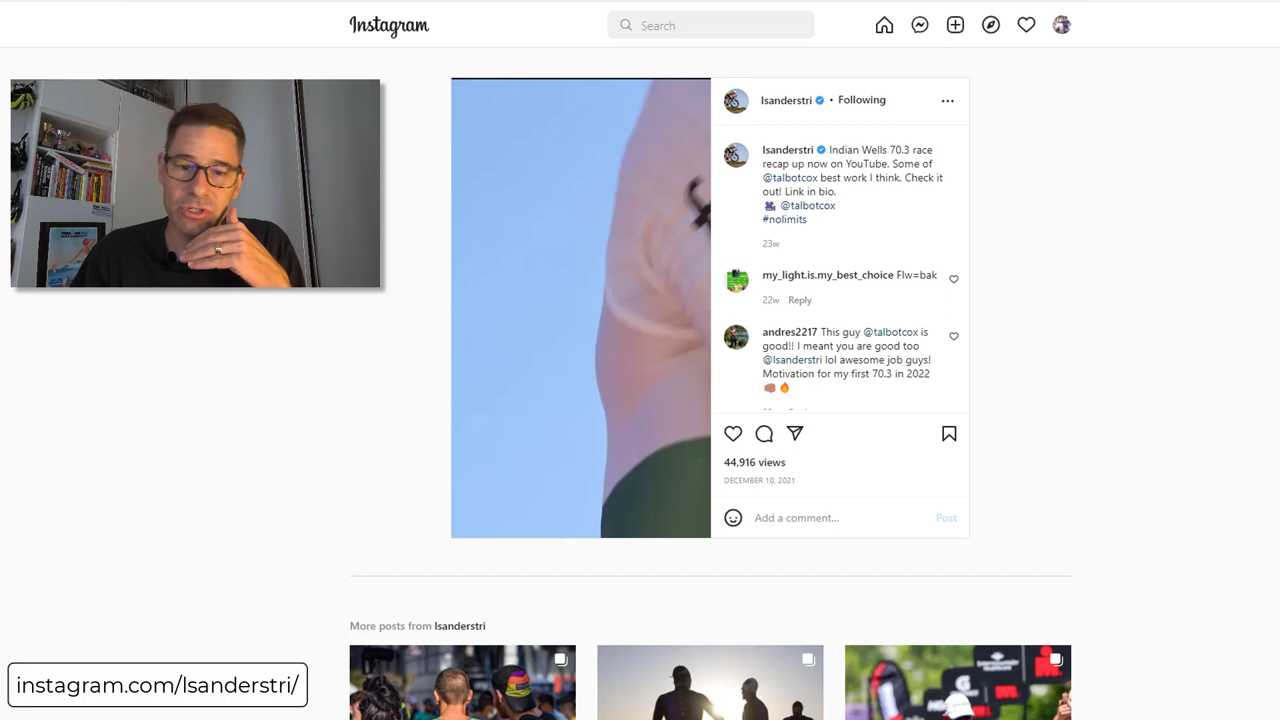 Instagram
Search
lsanderstri • Following
lsanderstri Indian Wells 70.3 race
recap up now on YouTube. Some of
@talbotcox best work I think. Check it
out! Link in bio.
@talbotcox
#nolimits
23w
my_light.is.my_best_choice Flw=bak
22w Reply
andres2217 This guy @talbotcox is
good!! I meant you are good too
@lsanderstri lol awesome job guys!
Motivation for my first 70.3 in 2022
44,916 views
DECEMBER 10, 2021
Add a comment... Post
More posts from lsanderstri
instagram.com/lsanderstri/